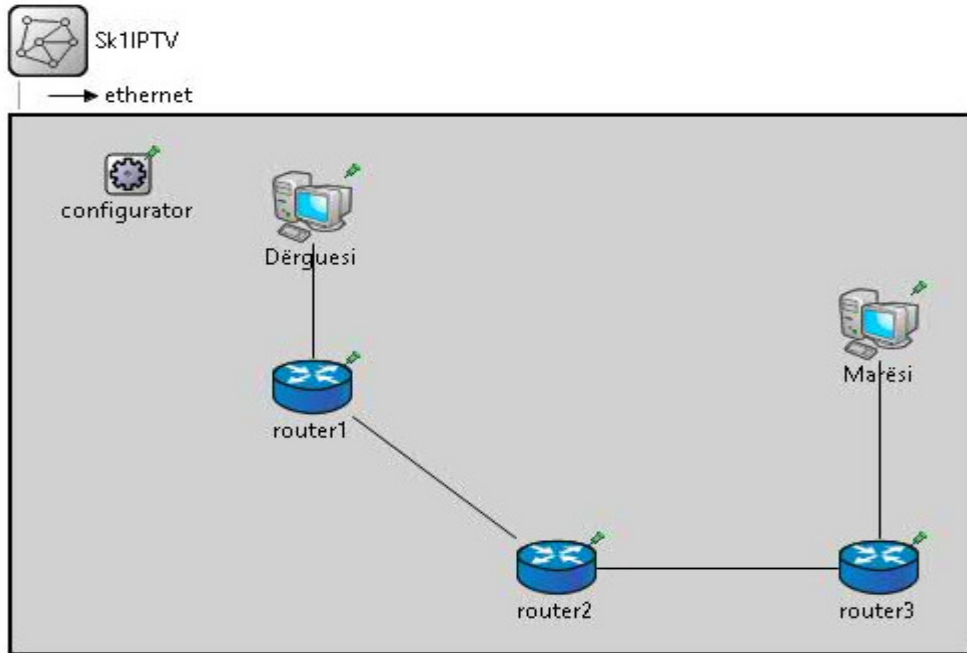 Sk1IPTV
ethernet
configurator
Dërguesi
Marësi
router1
router2
router3